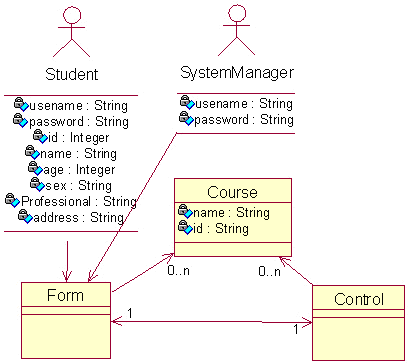 Student
usename : String
password : String
id : Integer
name : String
age : Integer
sex : String
Professional : String
address : String
SystemManager
usename : String
password : String
Course
name : String
id : String
0..n
0..n
Form
1
1
Control